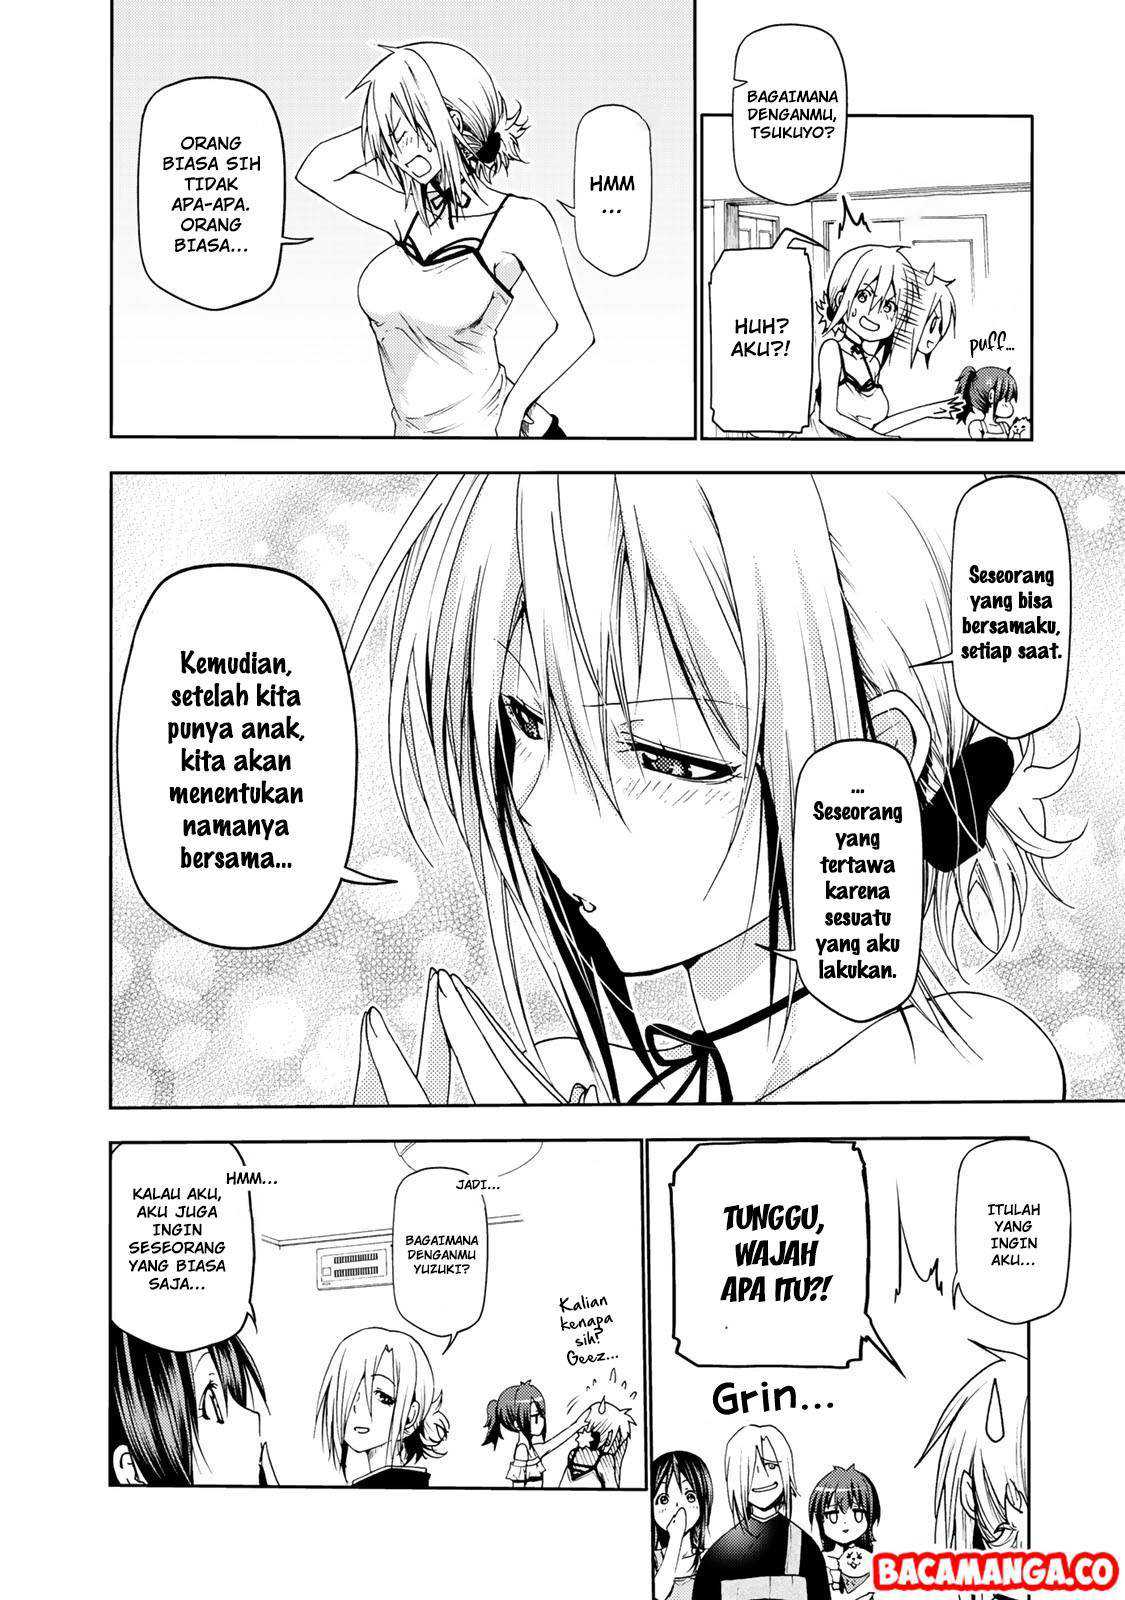 BAGAIMANA
DENGANMU,
TSUKUYO?
HUH?
AKU?!
puff...
HMM
...
ORANG
BIASA SIH
TIDAK
APA-APA.
ORANG
BIASA...
Seseorang
yang bisa
bersamaku,
setiap saat.
...
Seseorang
yang
tertawa
karena
sesuatu
yang aku
lakukan.
Kemudian,
setelah kita
punya anak,
kita akan
menentukan
namanya
bersama...
ITULAH
YANG
INGIN
AKU...
TUNGGU,
WAJAH
APA ITU?!
Grin...
JADI...
BAGAIMANA
DENGANMU
YUZUKI?
Kalian
kenapa
sih?
Geez...
HMM...
KALAU AKU,
AKU JUGA
INGIN
SESEORANG
YANG BIASA
SAJA...
BACAMANGA.CO